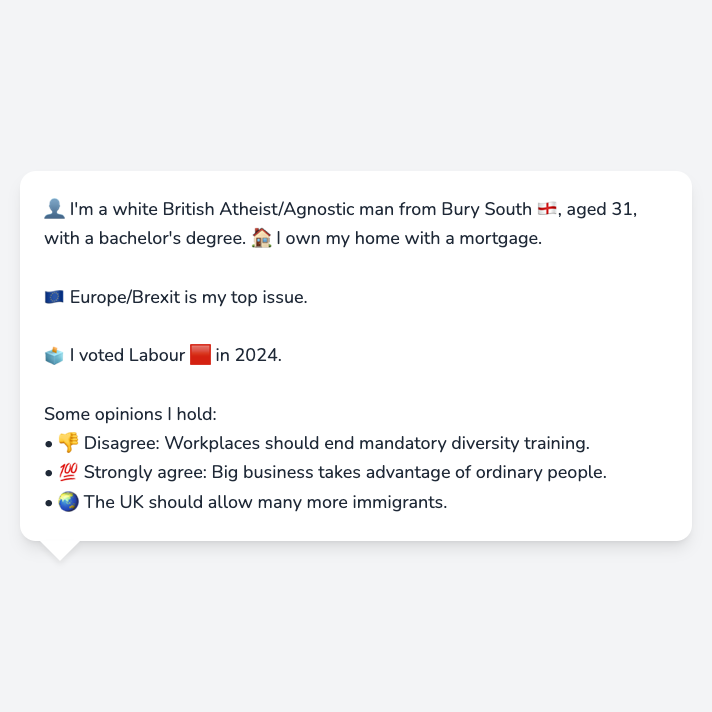 👤 I'm a white British Atheist/Agnostic man from Bury South 🏴󠁧󠁢󠁥󠁮󠁧󠁿, aged 31,
with a bachelor's degree. 🏠 I own my home with a mortgage.
🇪🇺 Europe/Brexit is my top issue.
🗳️ I voted Labour 🟥 in 2024.
Some opinions I hold:
• 👎 Disagree: Workplaces should end mandatory diversity training.
• 💯 Strongly agree: Big business takes advantage of ordinary people.
• 🌏 The UK should allow many more immigrants.